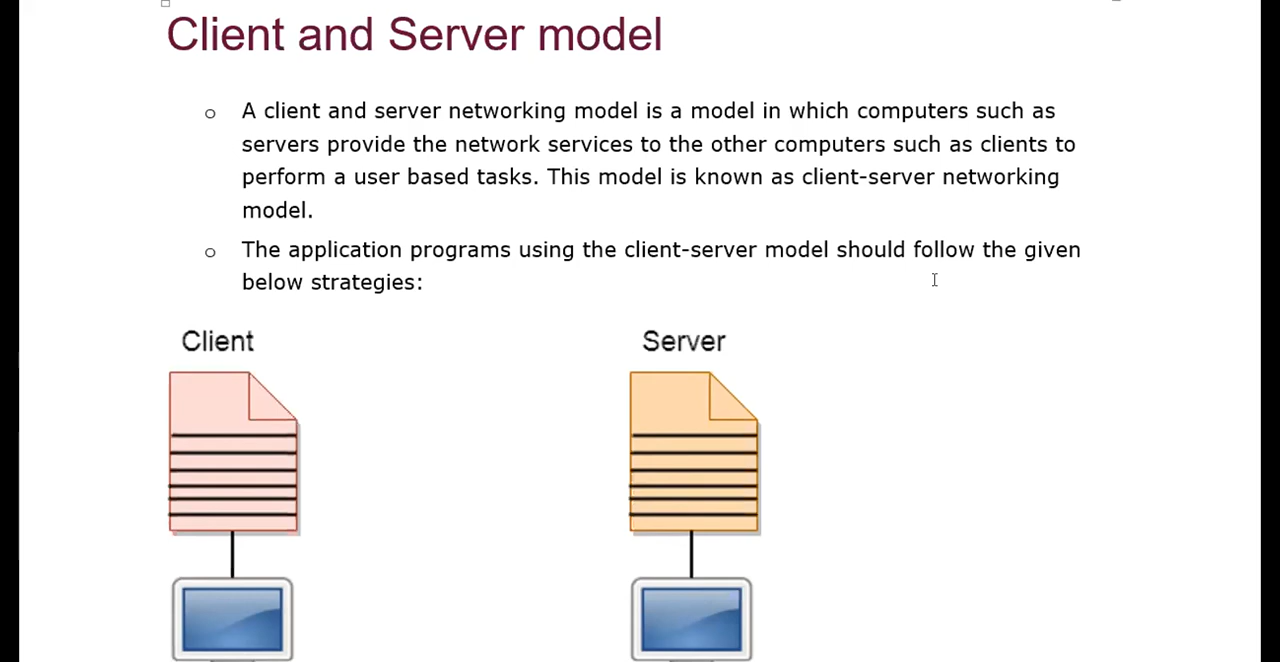 Client and Server model
o A client and server networking model is a model in which computers such as
servers provide the network services to the other computers such as clients to
perform a user based tasks. This model is known as client-server networking
model.
o The application programs using the client-server model should follow the given
below strategies:
Client Server